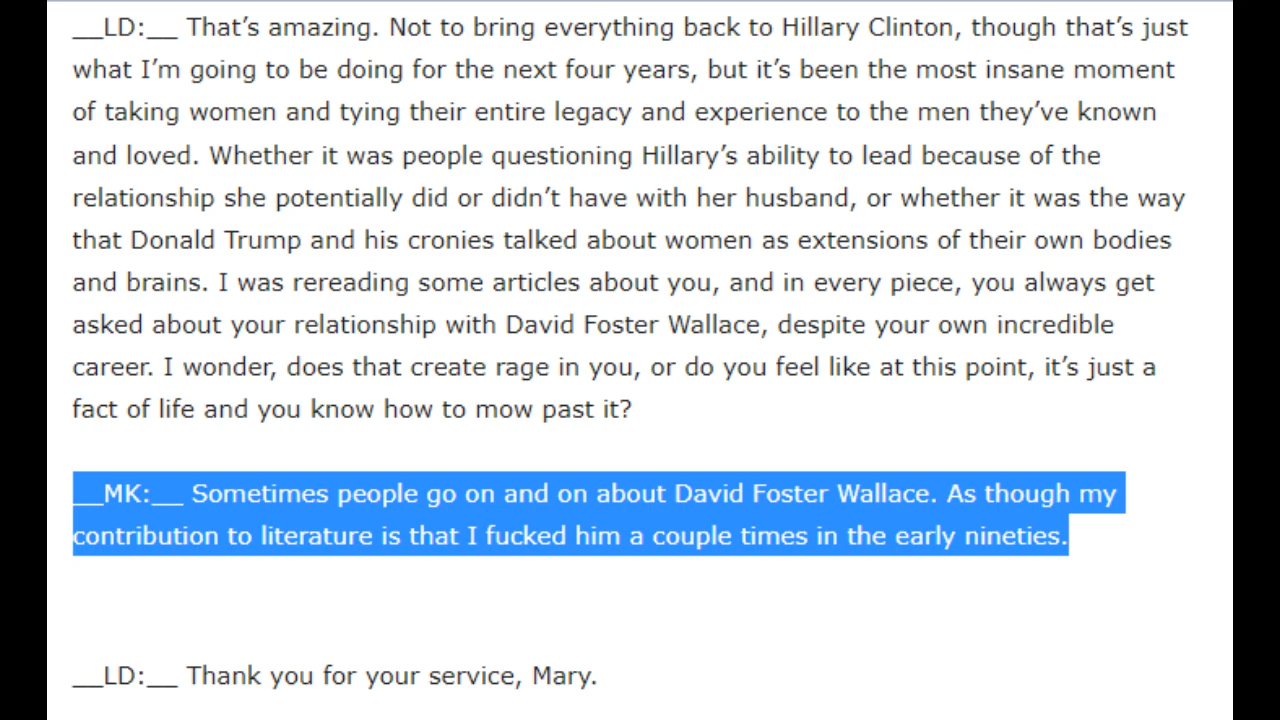 __LD:__ That’s amazing. Not to bring everything back to Hillary Clinton, though that’s just
what I’m going to be doing for the next four years, but it’s been the most insane moment
of taking women and tying their entire legacy and experience to the men they’ve known
and loved. Whether it was people questioning Hillary’s ability to lead because of the
relationship she potentially did or didn’t have with her husband, or whether it was the way
that Donald Trump and his cronies talked about women as extensions of their own bodies
and brains. I was rereading some articles about you, and in every piece, you always get
asked about your relationship with David Foster Wallace, despite your own incredible
career. I wonder, does that create rage in you, or do you feel like at this point, it’s just a
fact of life and you know how to mow past it?
__MK:__ Sometimes people go on and on about David Foster Wallace. As though my
contribution to literature is that I fucked him a couple times in the early nineties.
__LD:__ Thank you for your service, Mary.